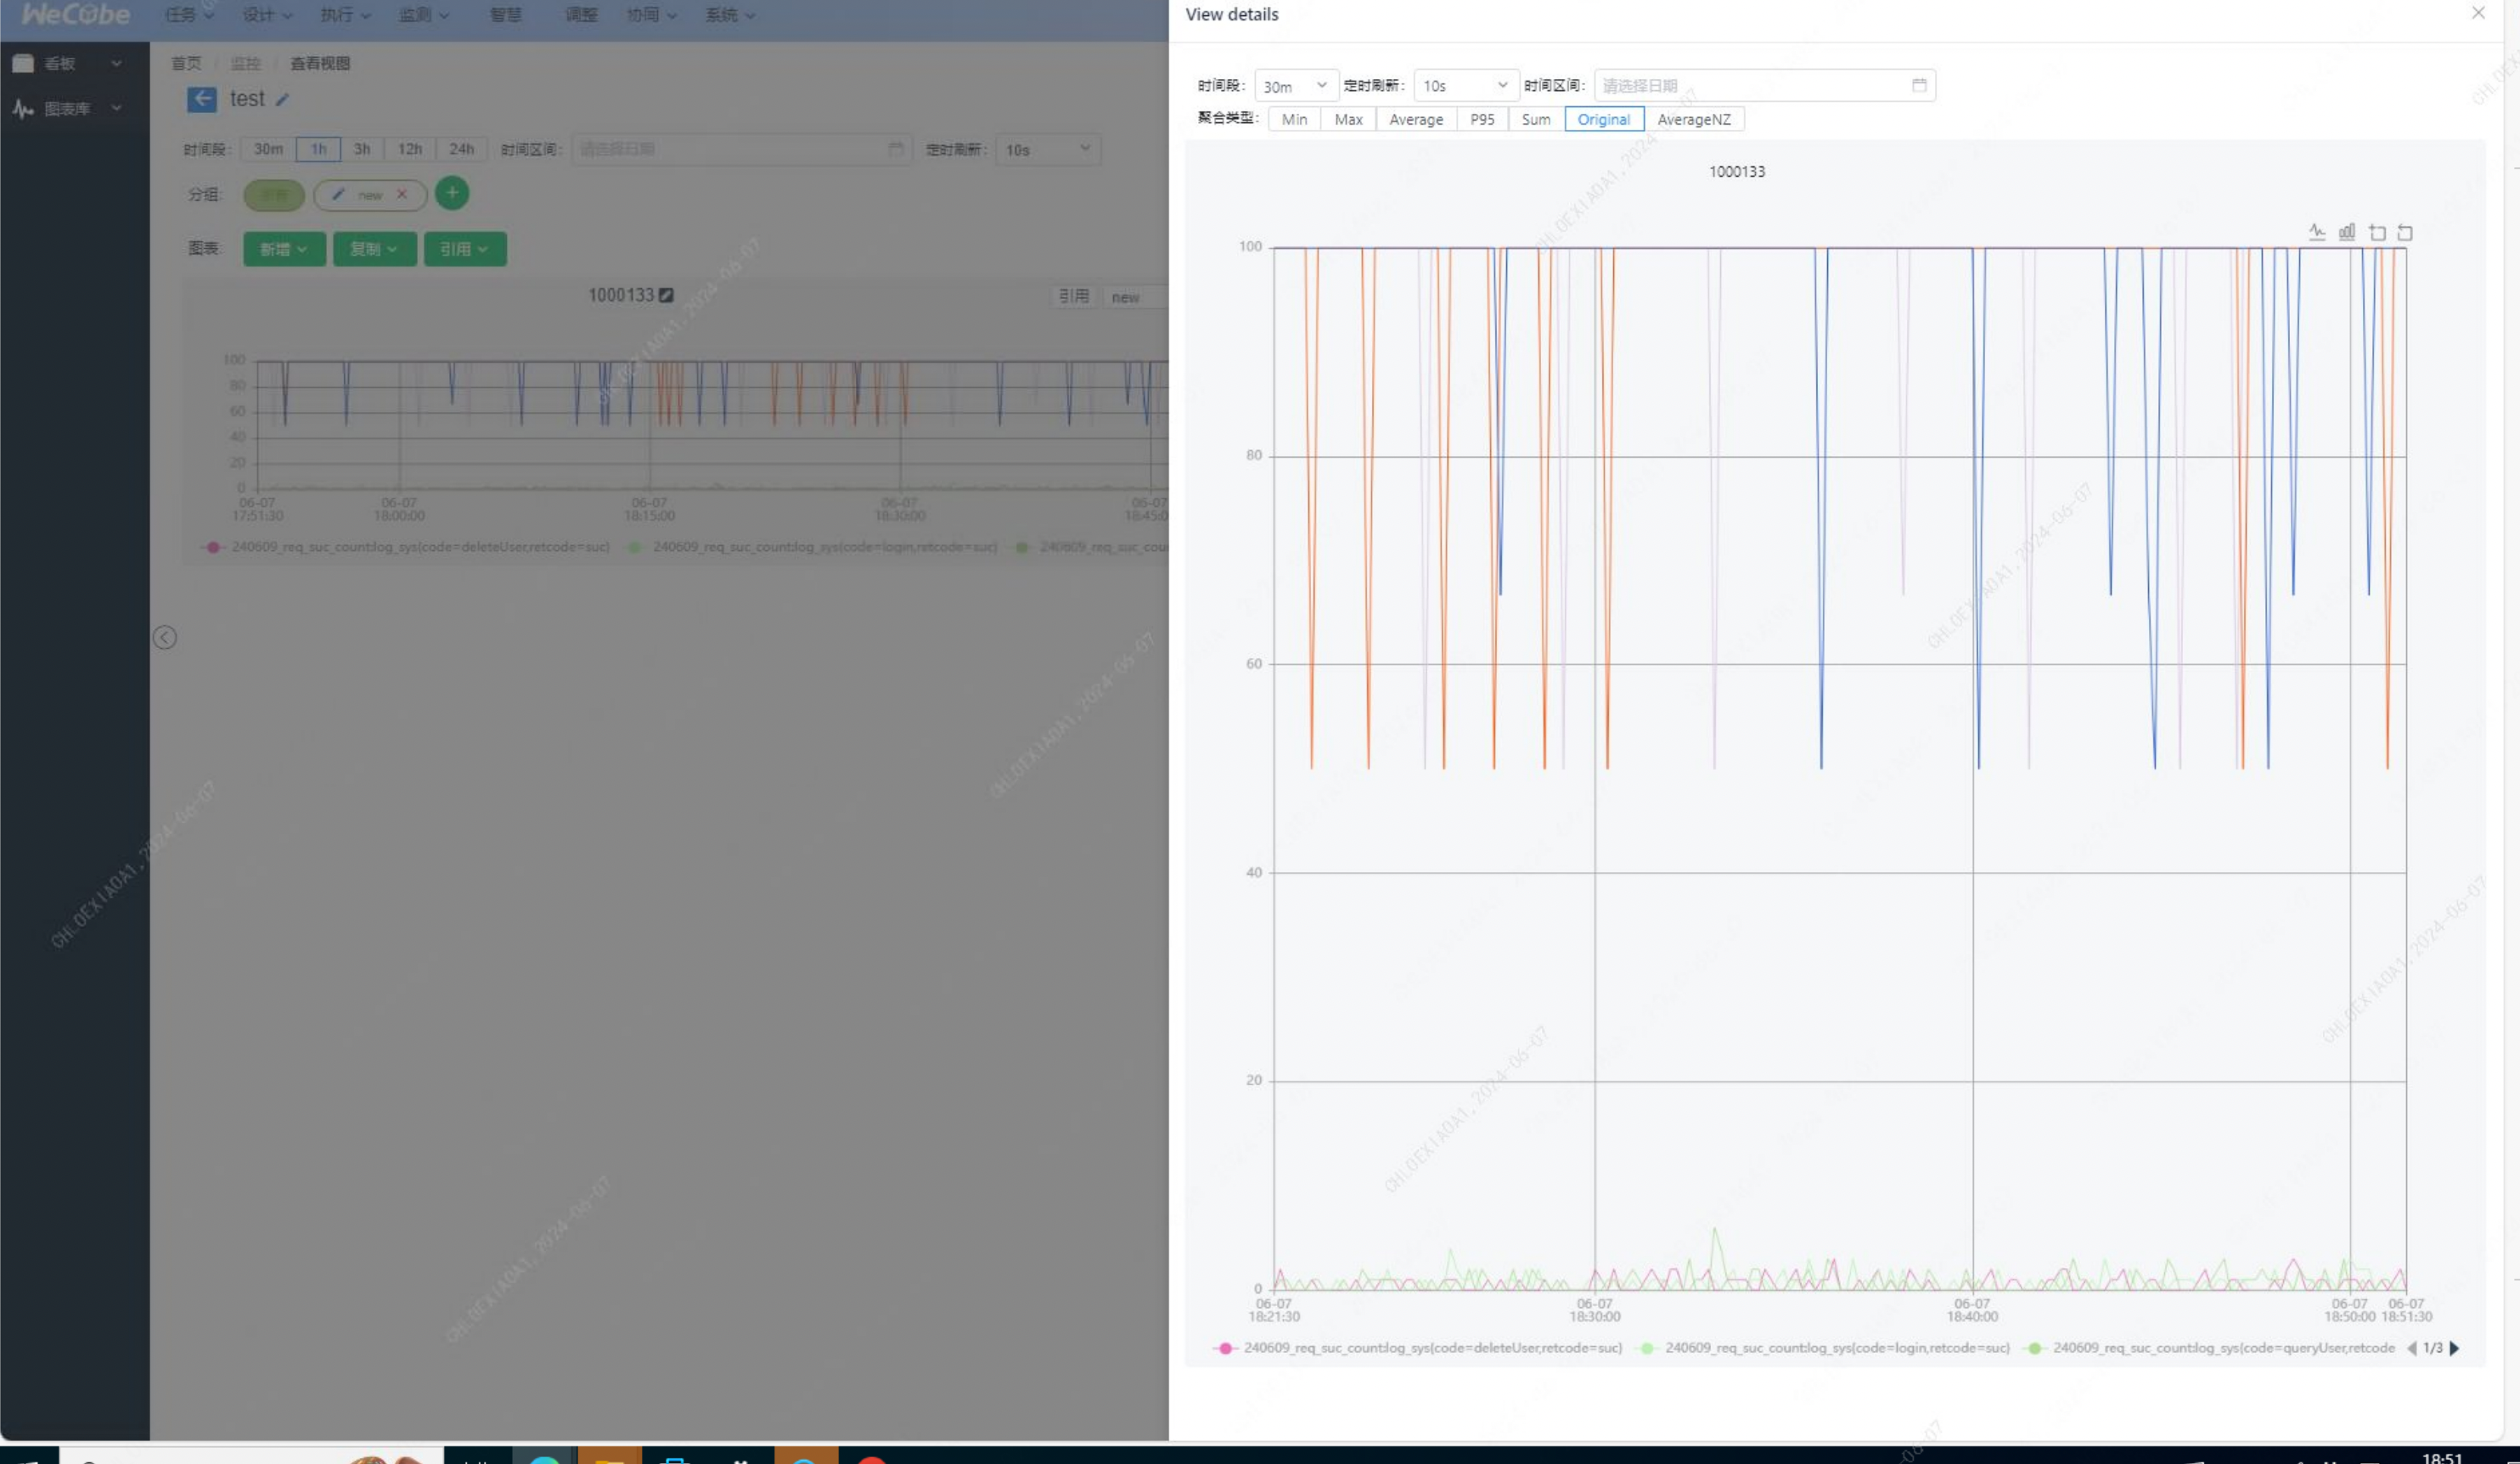 WeCube 任务 设计 执行 监测 智慧 调整 协同 系统
看板
图表库
首页 监控 查看视图
test
时间段: 30m 1h 3h 12h 24h 时间区间: 请选择日期 定时刷新: 10s
分组: new
图表: 新增 复制 引用
1000133 引用 new
100
80
60
40
20
0
06-07 17:51:30
06-07 18:00:00
06-07 18:15:00
06-07 18:30:00
06-07 18:45:0
240609_req_suc_count:log_sys(code=deleteUser,retcode=suc) 240609_req_suc_count:log_sys(code=login,retcode=suc) 240609_req_suc_cou
View details
时间段: 30m 定时刷新: 10s 时间区间: 请选择日期
聚合类型: Min Max Average P95 Sum Original AverageNZ
1000133
100
80
60
40
20
0
06-07 18:21:30
06-07 18:30:00
06-07 18:40:00
06-07 18:50:00
06-07 18:51:30
240609_req_suc_count:log_sys(code=deleteUser,retcode=suc) 240609_req_suc_count:log_sys(code=login,retcode=suc) 240609_req_suc_count:log_sys(code=queryUser,retcode 1/3
CHLOEXIAOA1, 2024-06-07
18:51